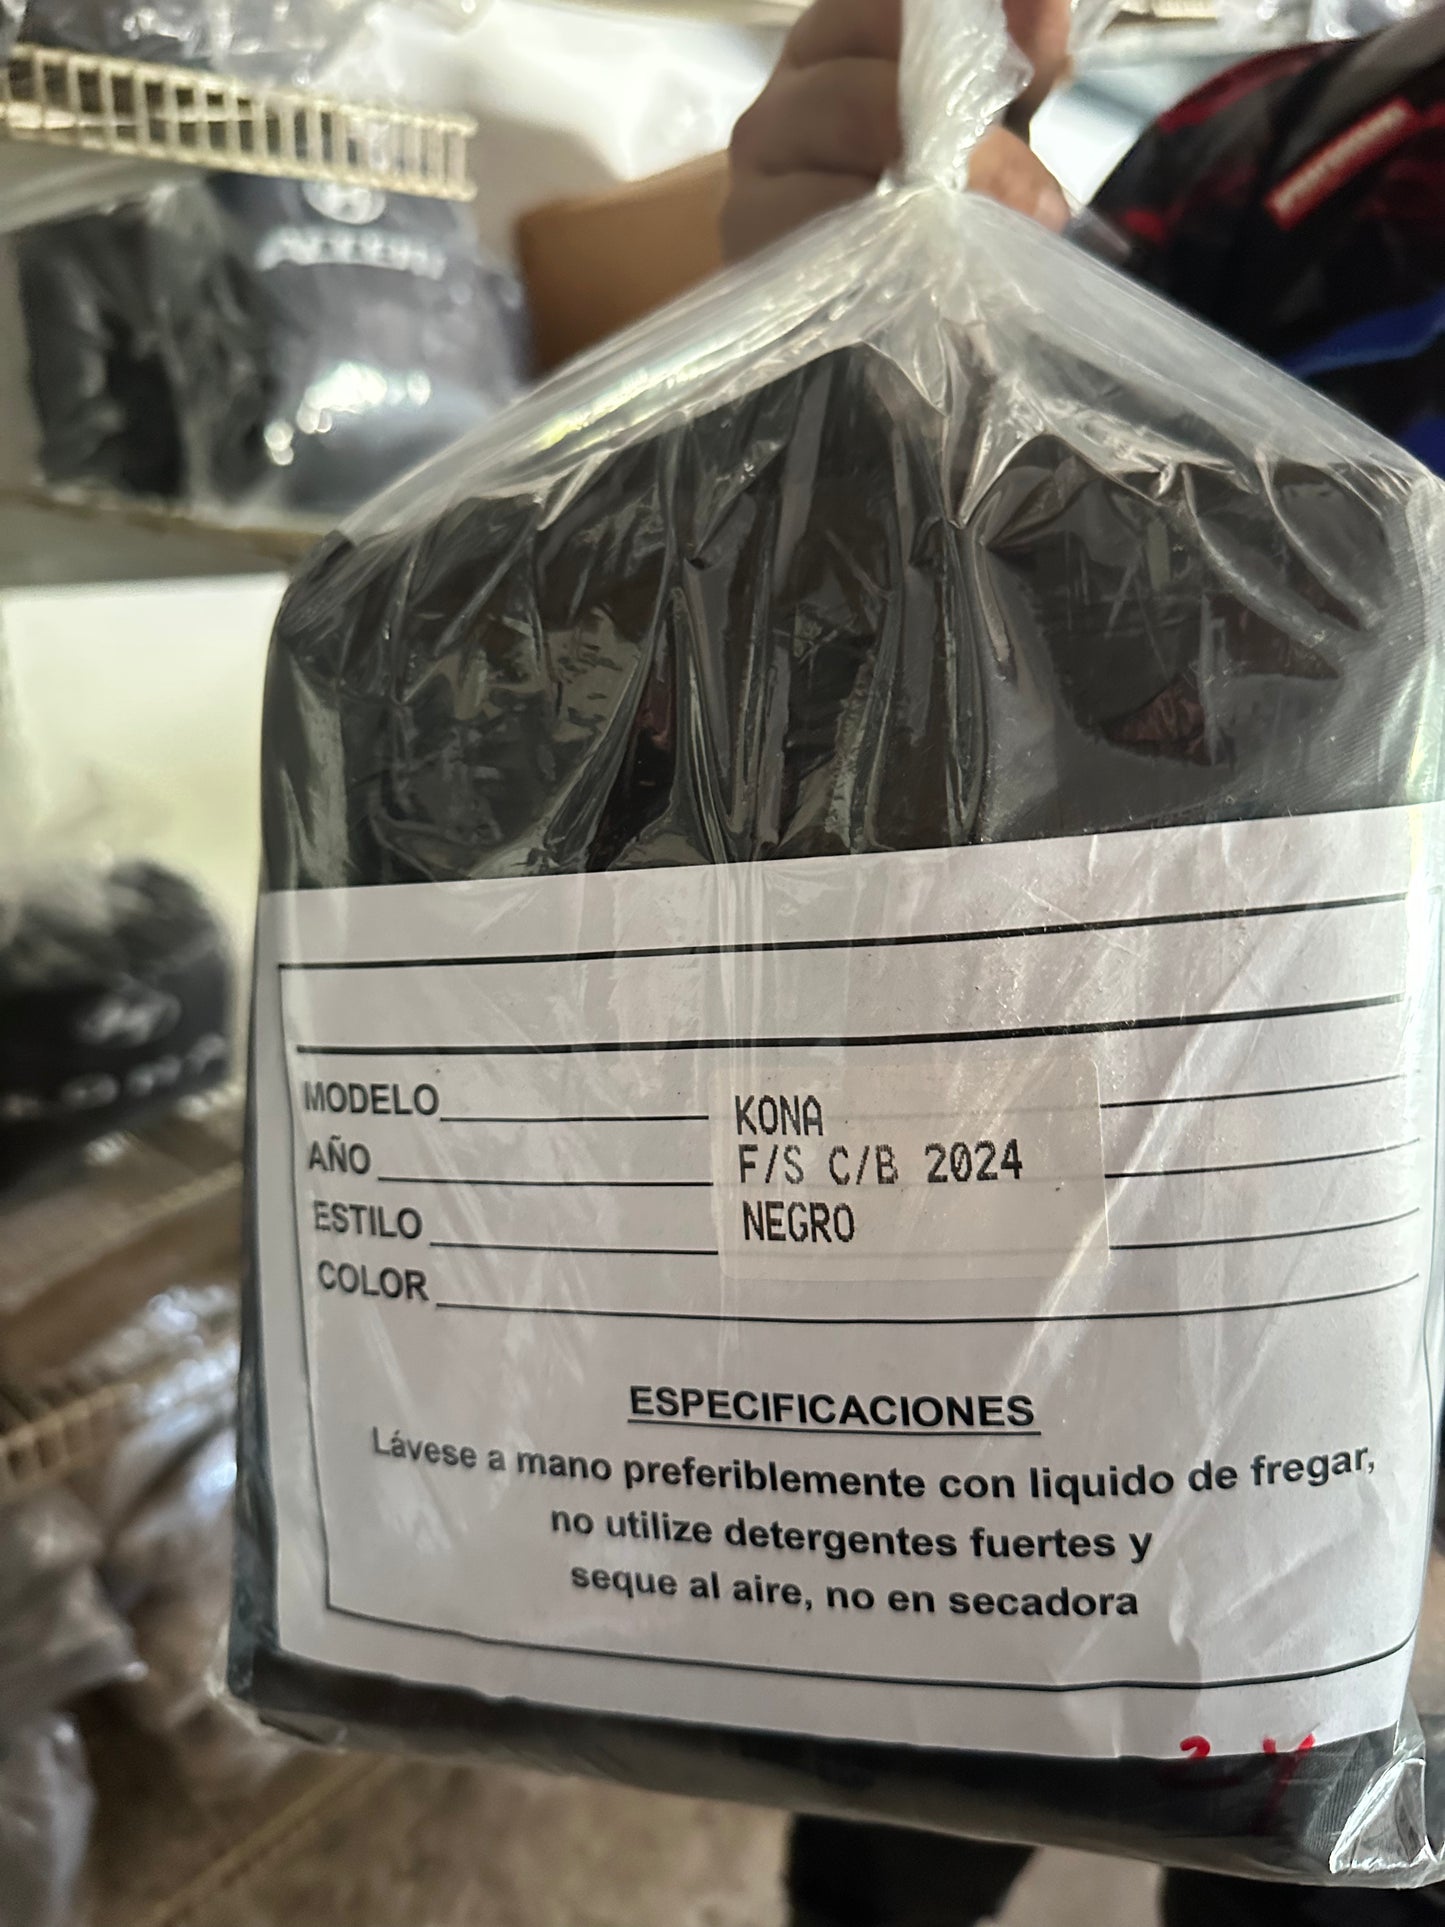 ACCENT
MODELO
KONA
AÑO
F/S C/B 2024
ESTILO
NEGRO
COLOR
ESPECIFICACIONES
Lávese a mano preferiblemente con liquido de fregar,
no utilize detergentes fuertes y
seque al aire, no en secadora